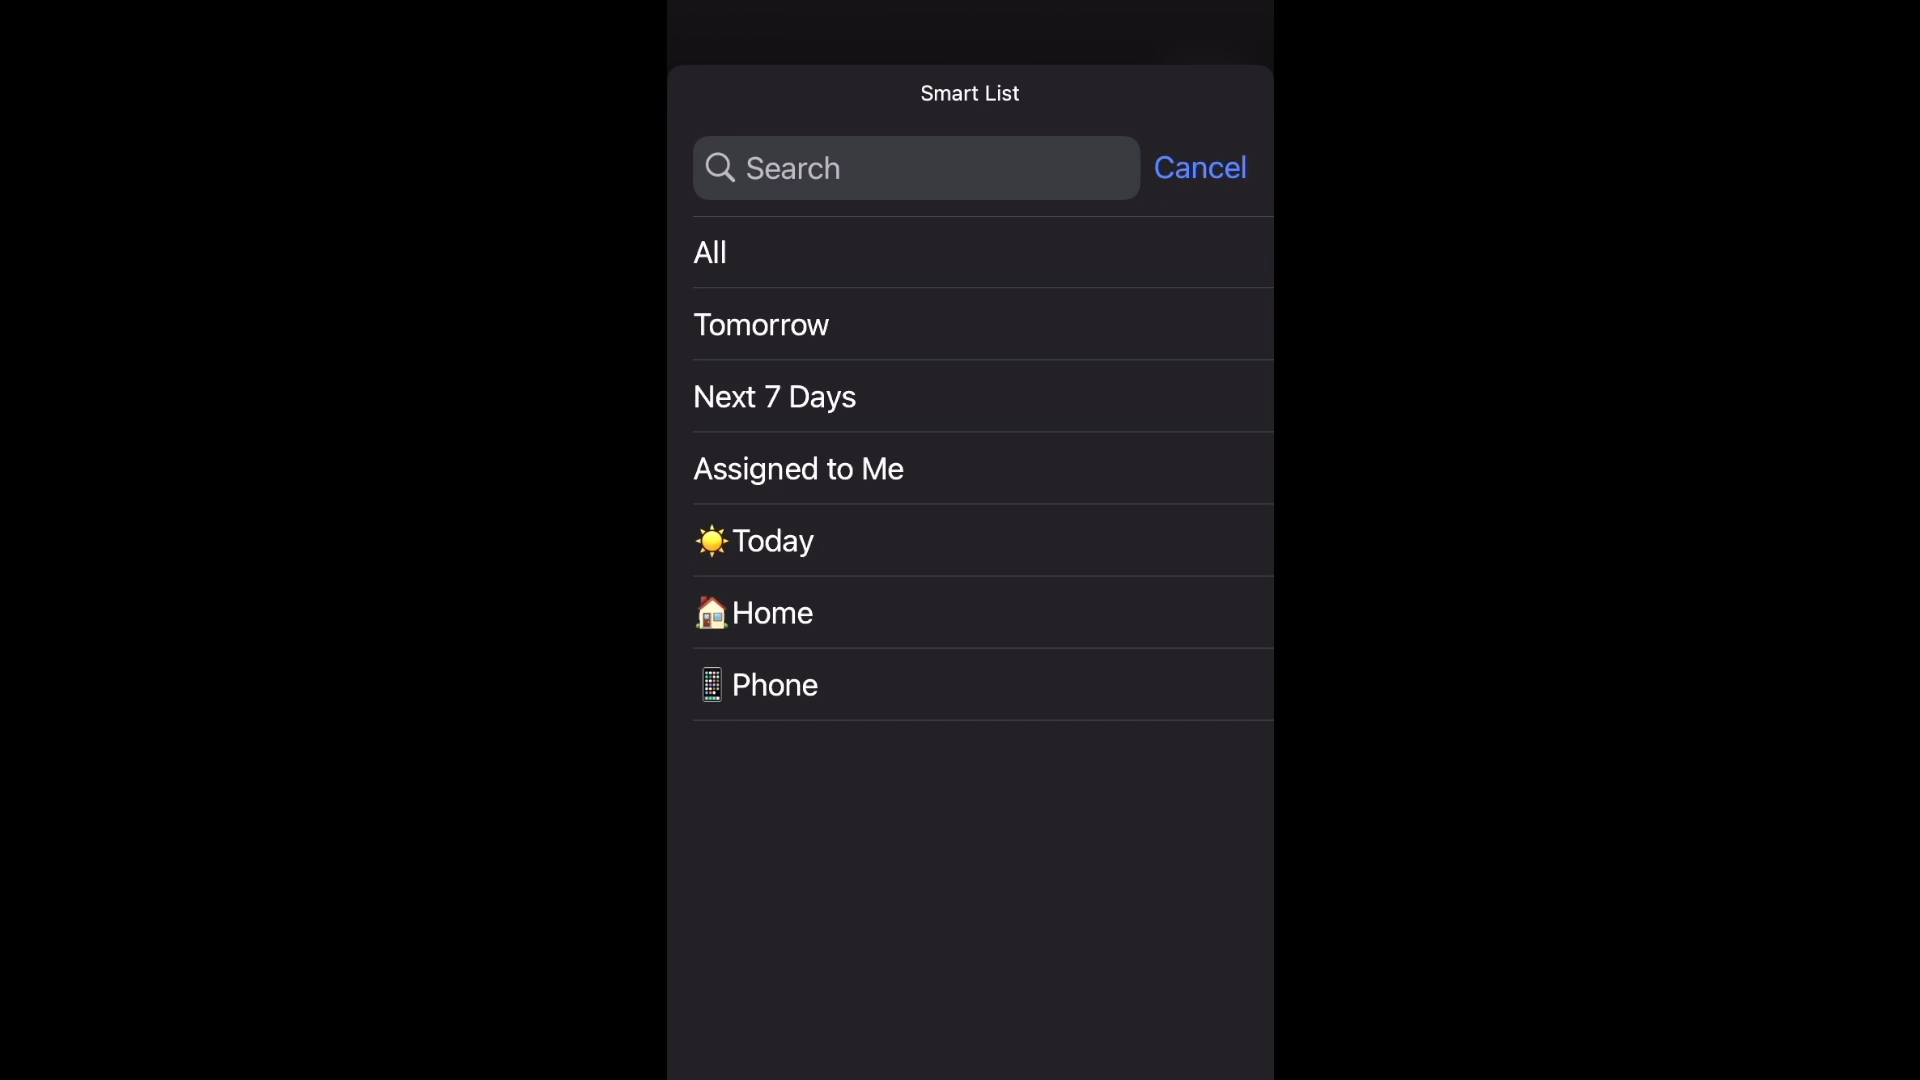 Smart List
Search
Cancel
All
Tomorrow
Next 7 Days
Assigned to Me
☀️Today
🏠Home
📱Phone